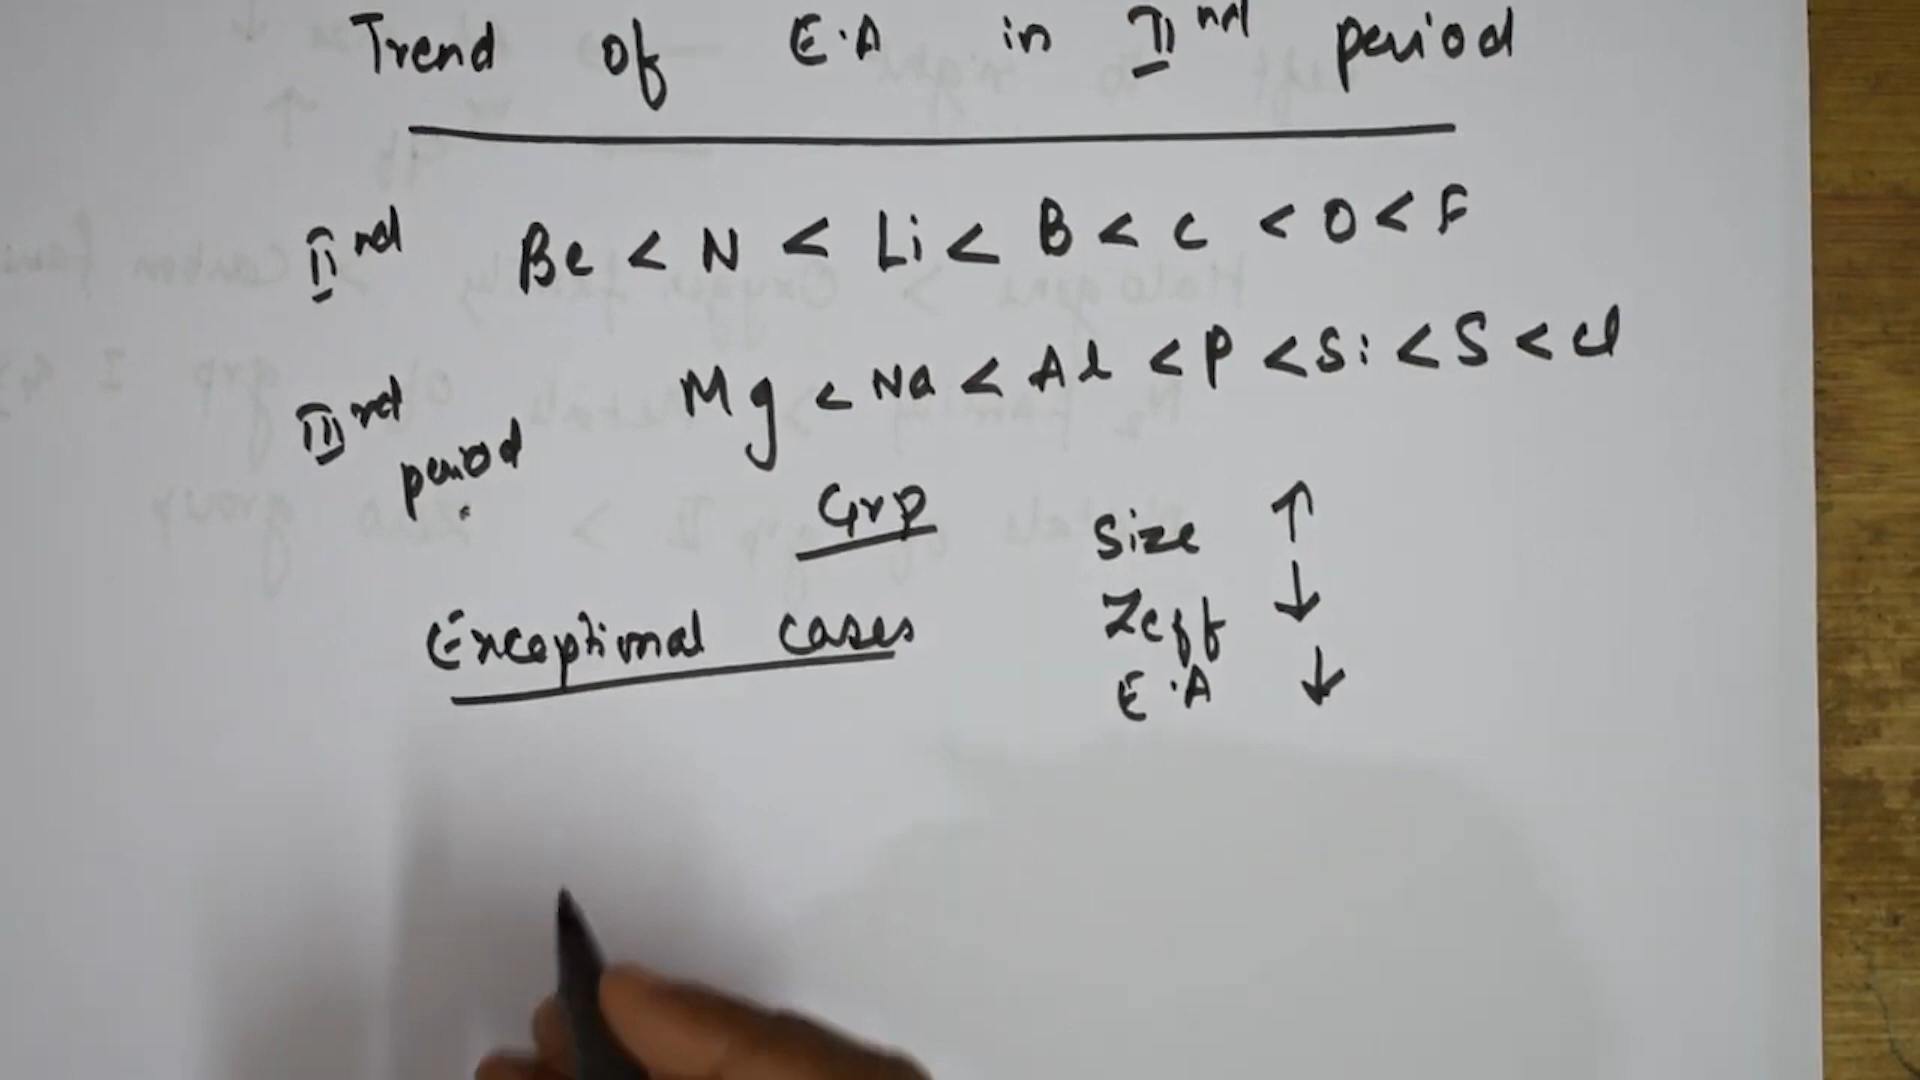 Trend of E.A in IInd period
IInd Be < N < Li < B < C < O < F
IIIrd period Mg < Na < Al < P < Si < S < Cl
Grp
Size ↑
Exceptional cases
Zeff ↓
E.A ↓